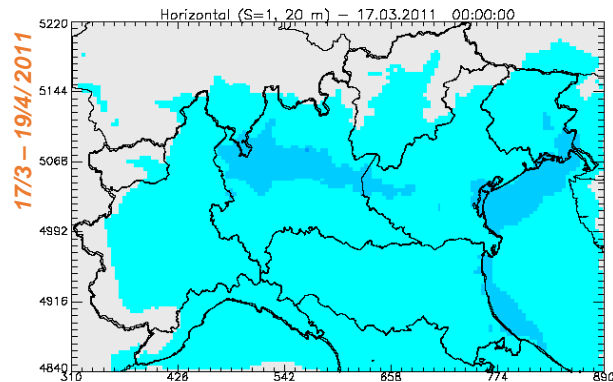 Horizontal (S=1, 20 m) – 17.03.2011 00:00:00
17/3 – 19/4/ 2011
5220
5144
5068
4992
4916
4840
310 426 542 658 774 890